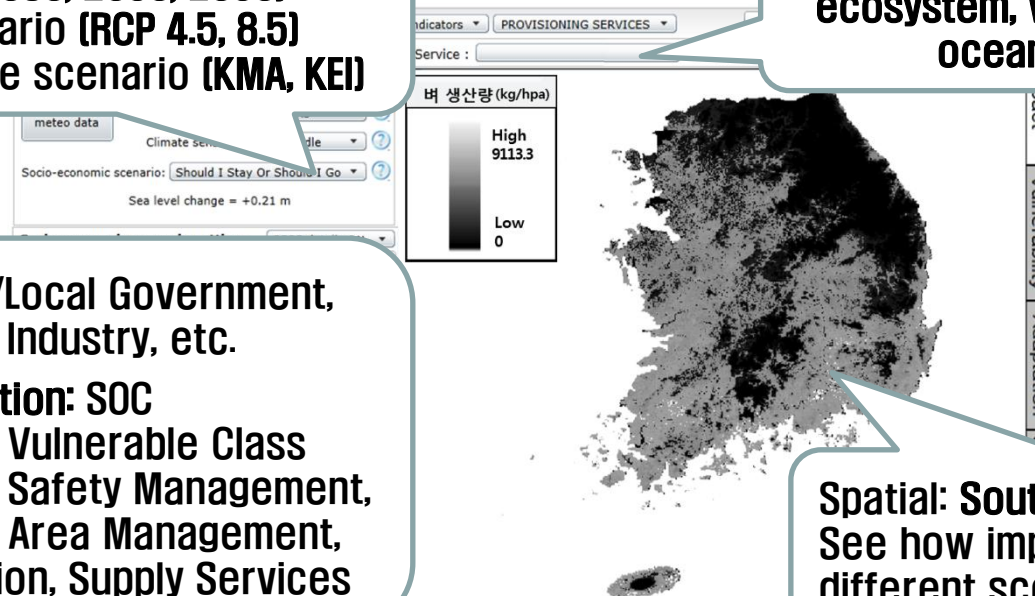 ario (RCP 4.5, 8.5)
e scenario (KMA, KEI)
ndicators
PROVISIONING SERVICES
Service :
ecosystem,
ocean
meteo data
Climate
Socio-economic scenario: Should I Stay Or Should I Go
Sea level change = +0.21 m
벼 생산량 (kg/hpa)
High
9113.3
Low
0
/Local Government,
Industry, etc.
tion: SOC
Vulnerable Class
Safety Management,
Area Management,
ion, Supply Services
Spatial: Sout
See how imp
different sce